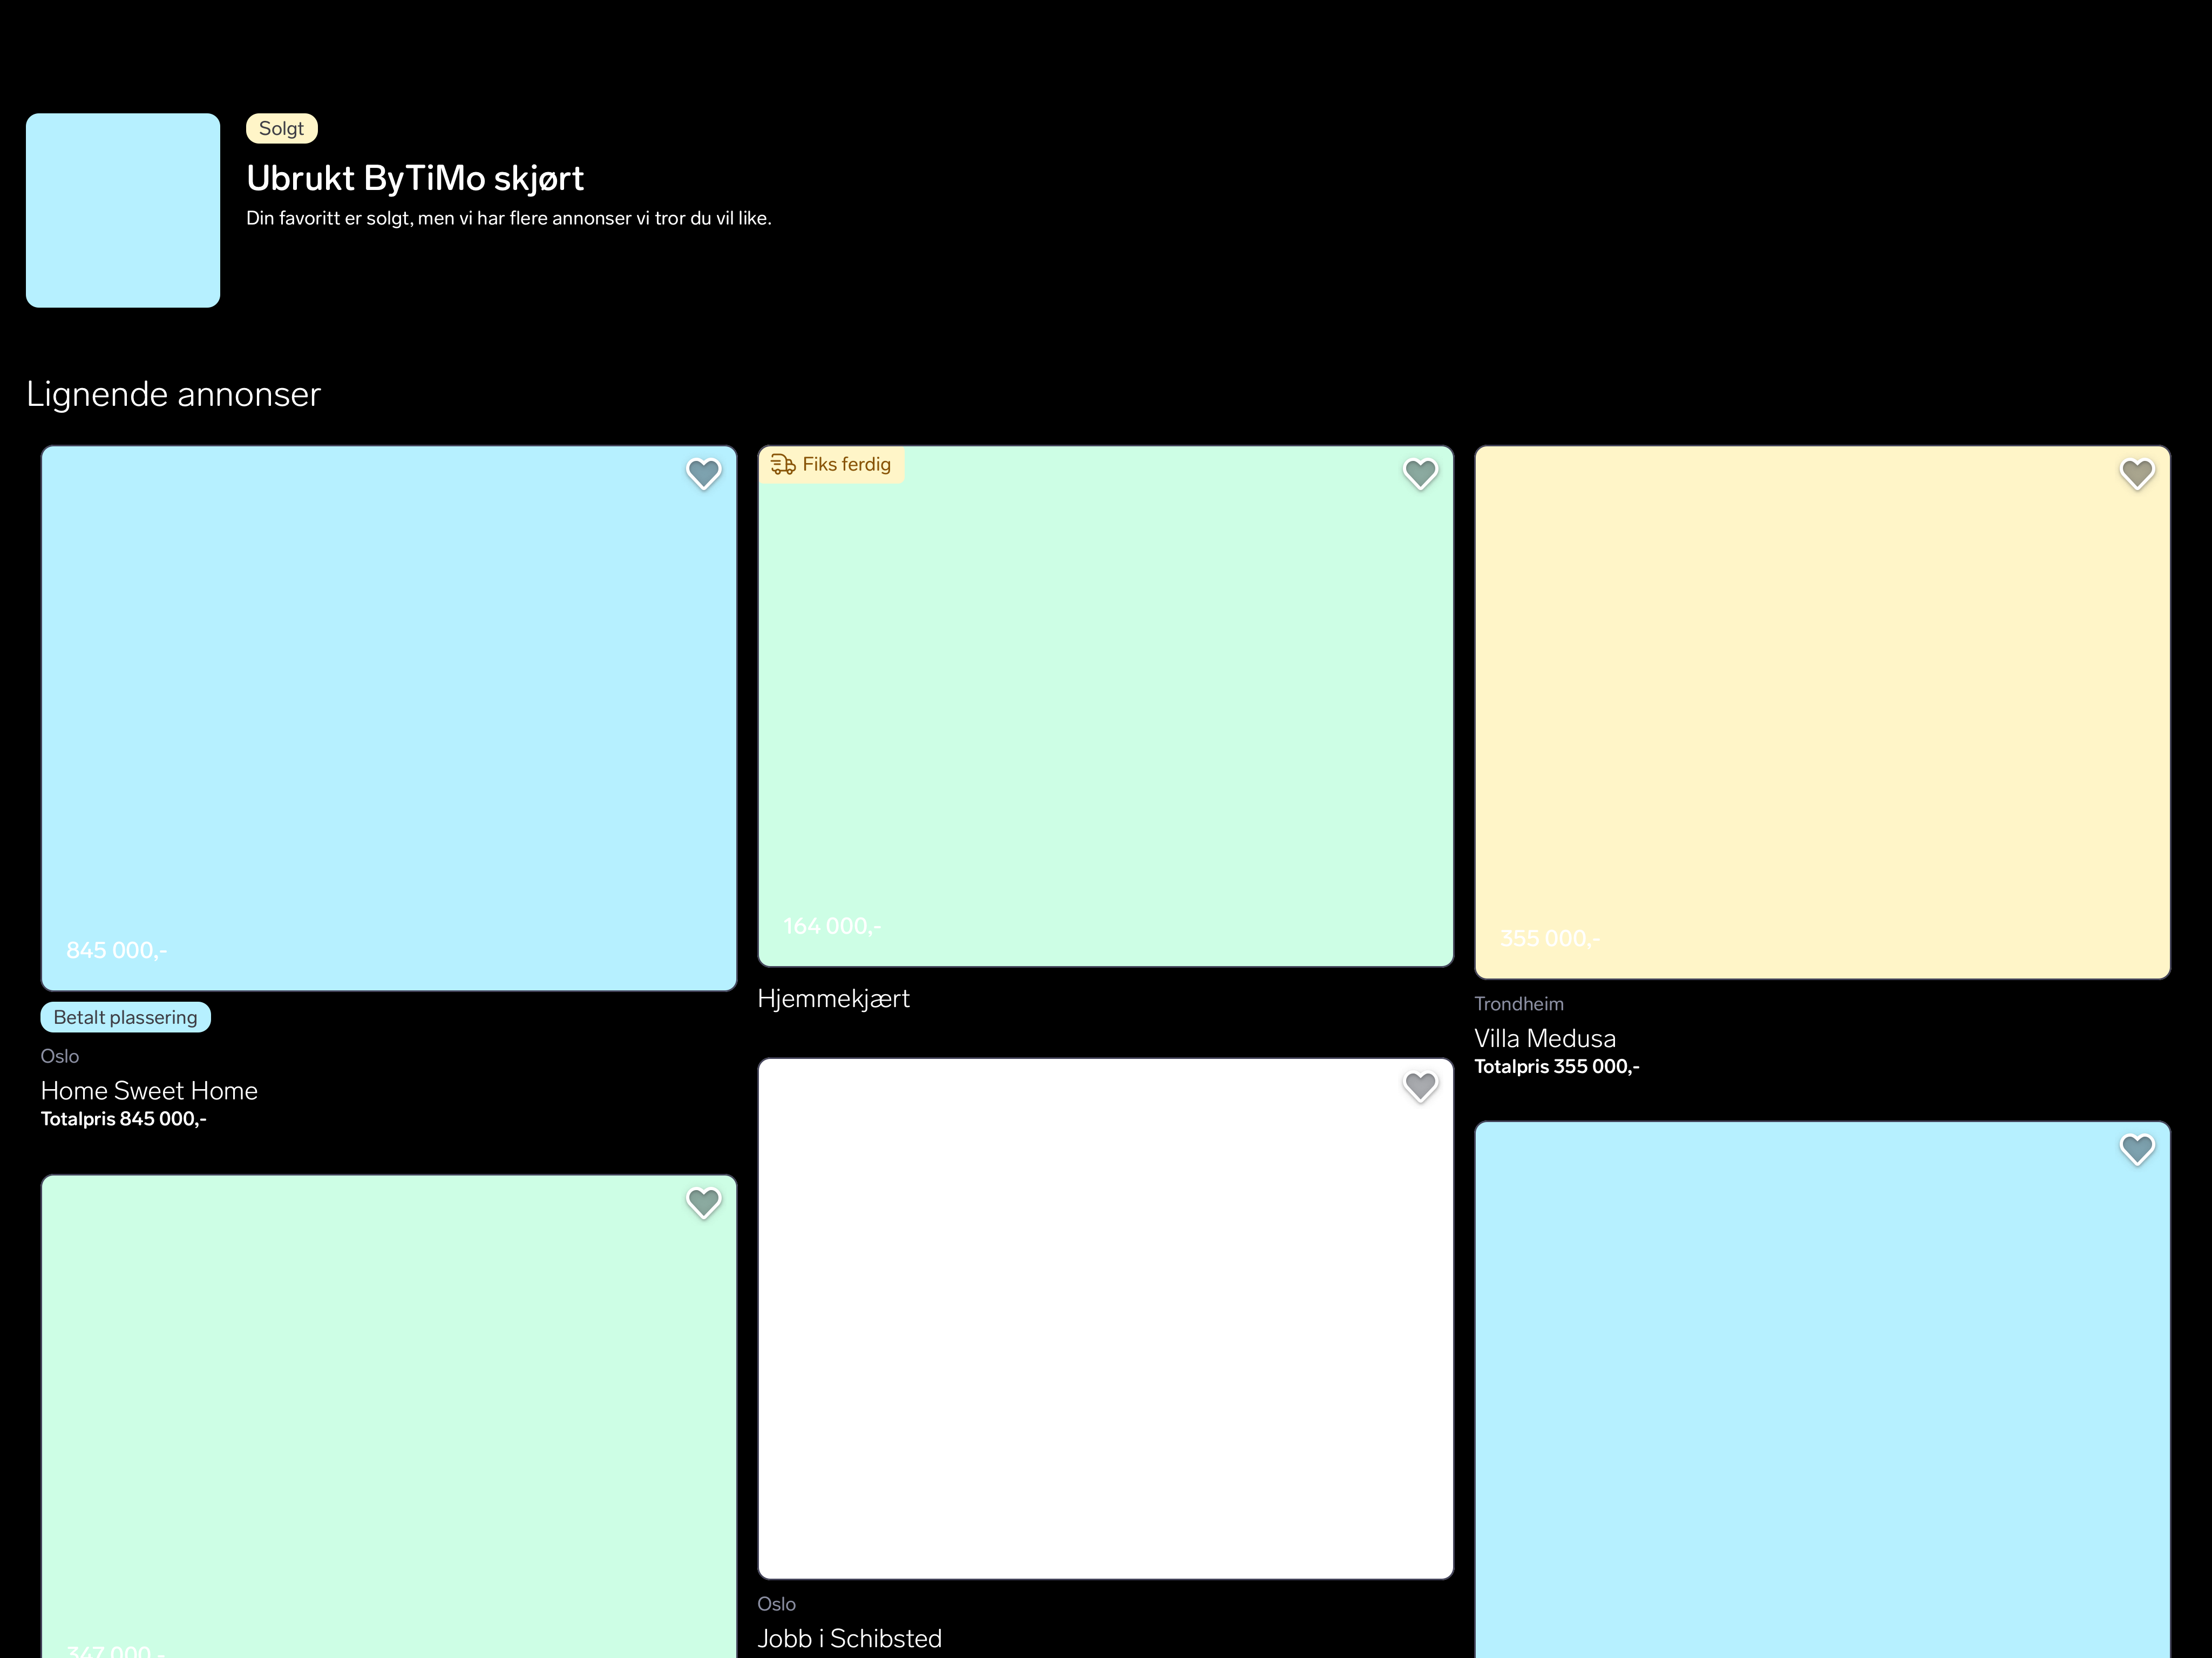 Solgt
Ubrukt ByTiMo skjørt
Din favoritt er solgt, men vi har flere annonser vi tror du vil like.
Lignende annonser
845 000,-
Betalt plassering
Oslo
Home Sweet Home
Totalpris 845 000,-
Fiks ferdig
164 000,-
Hjemmekjært
355 000,-
Trondheim
Villa Medusa
Totalpris 355 000,-
347 000,-
Oslo
Jobb i Schibsted